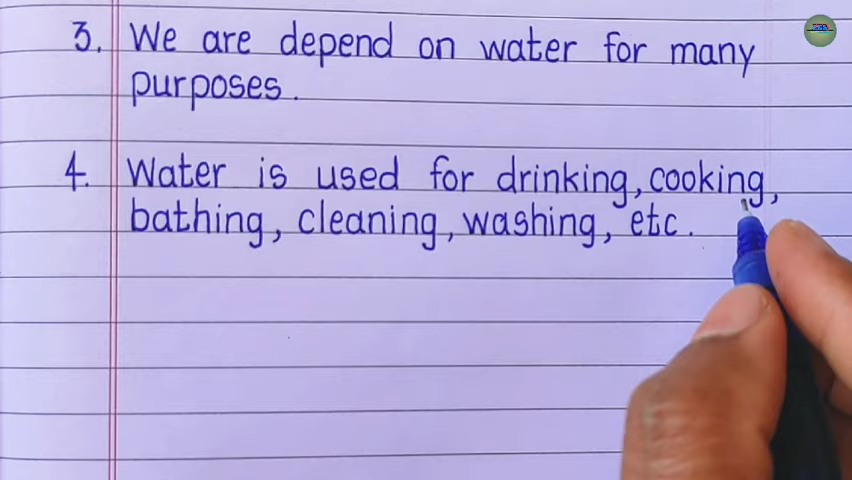 3. We are depend on water for many
purposes.
4. Water is used for drinking, cooking,
bathing, cleaning, washing, etc.